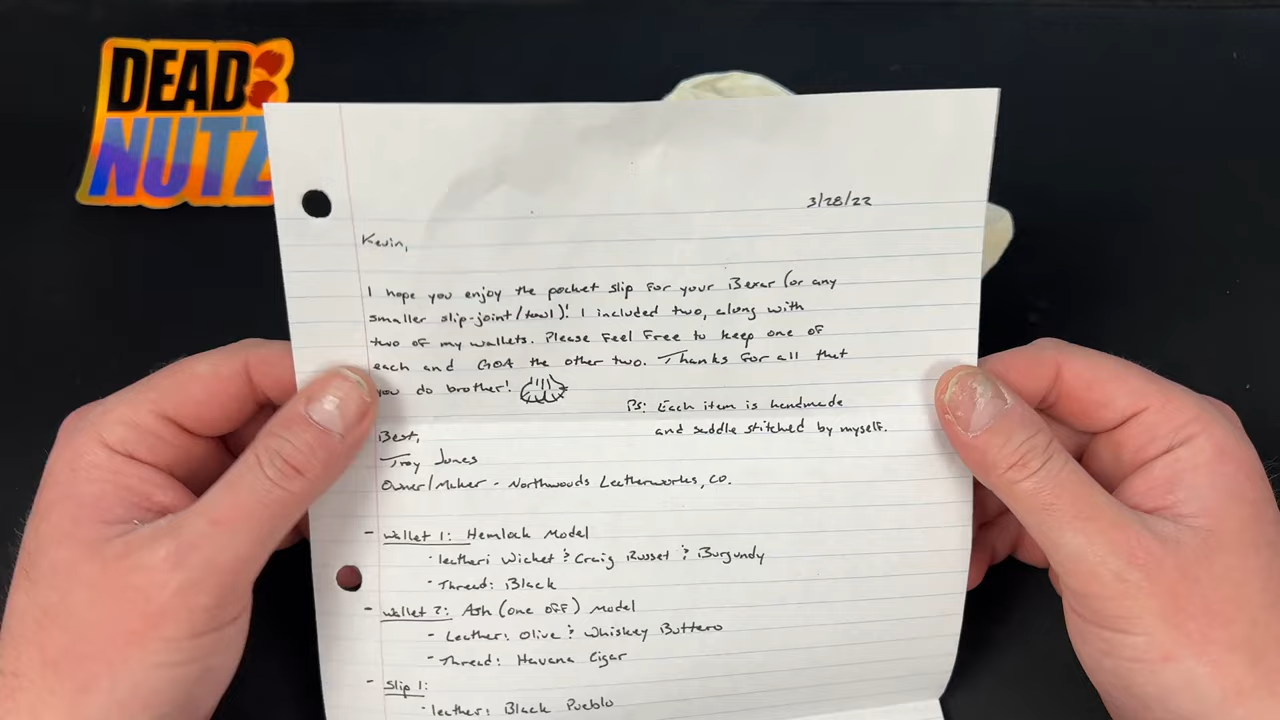 DEAD
NUTZ
3/28/22
Kevin,
I hope you enjoy the pocket slip for your Bexar (or any
smaller slip-joint/tool)! I included two, along with
two of my wallets. Please feel free to keep one of
each and GOA the other two. Thanks for all that
you do brother!
PS: Each item is handmade
and saddle stitched by myself.
Best,
Troy Jones
Owner/Maker - Northwoods Leatherworks, CO.
- Wallet 1: Hemlock Model
· leather: Wicket & Craig Russet & Burgundy
- Thread: Black
- Wallet 2: Ash (one off) Model
- Leather: Olive & Whiskey Buttero
- Thread: Havana Cigar
- Slip 1:
· leather: Black Pueblo